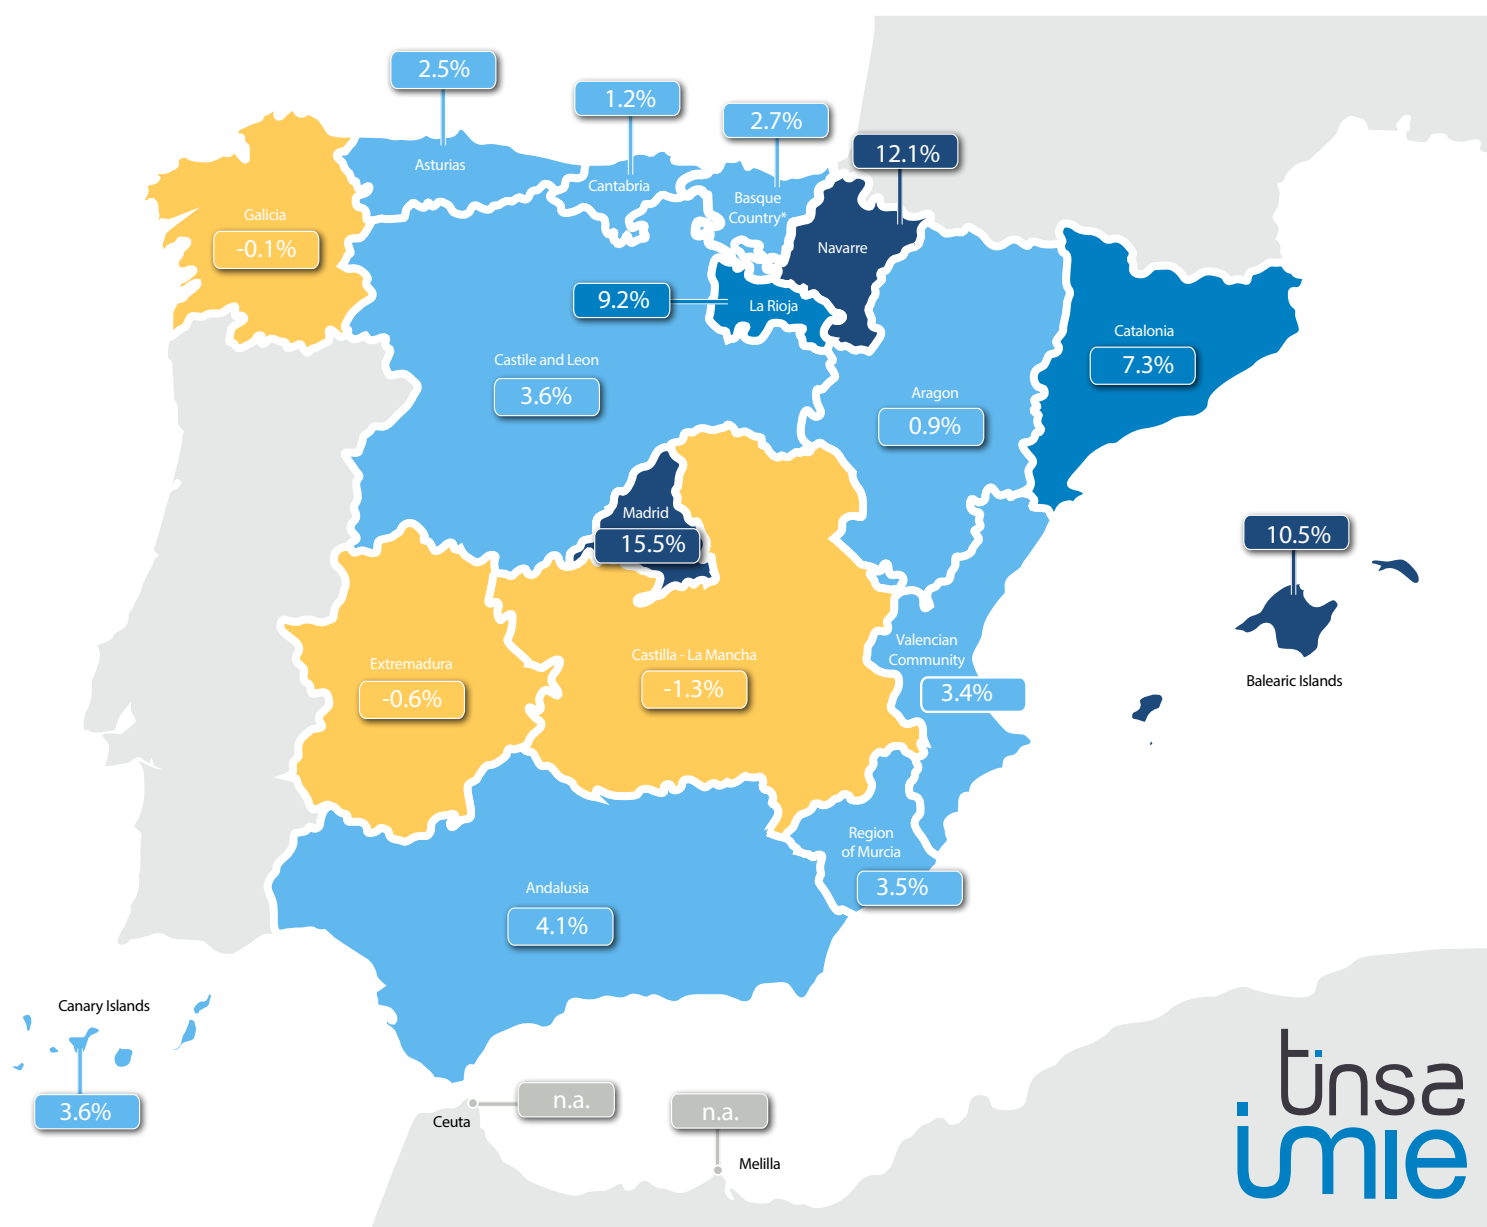 2.5%
1.2%
2.7%
12.1%
Asturias
Cantabria
Basque
Country*
Galicia
-0.1%
Navarre
9.2%
La Rioja
Catalonia
7.3%
Castile and Leon
3.6%
Aragon
0.9%
Madrid
15.5%
10.5%
Balearic Islands
Valencian
Community
3.4%
Extremadura
-0.6%
Castilla - La Mancha
-1.3%
Region
of Murcia
3.5%
Andalusia
4.1%
Canary Islands
3.6%
n.a.
Ceuta
n.a.
Melilla
tinsa
imie